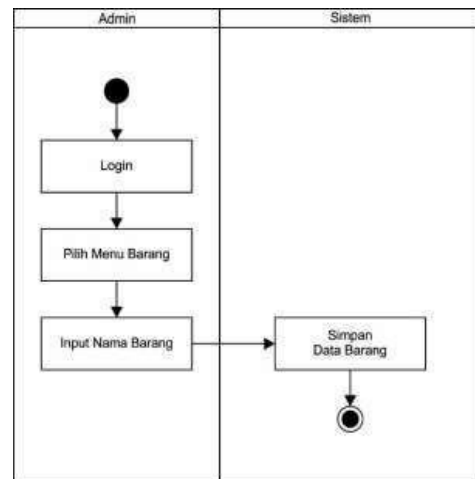 Admin
Sistem
Login
Pilih Menu Barang
Input Nama Barang
Simpan
Data Barang